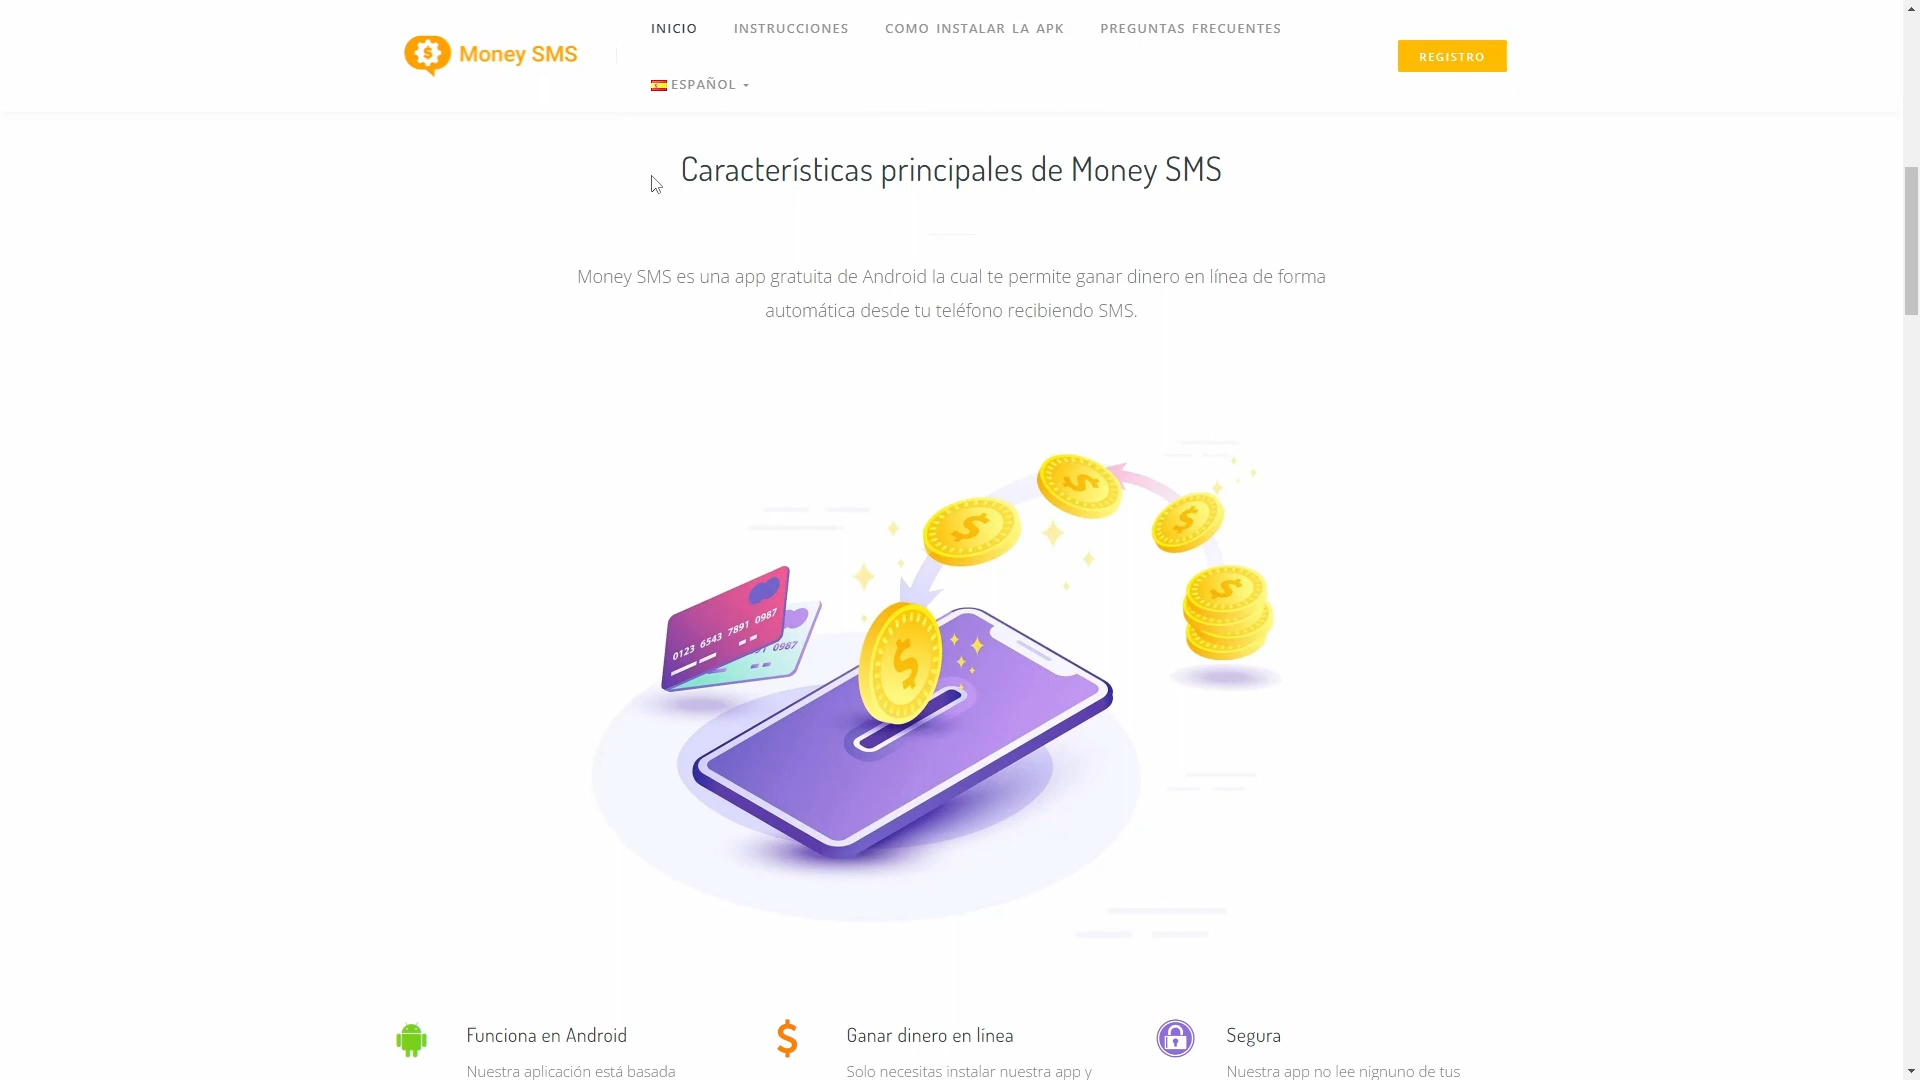 Money SMS
INICIO
INSTRUCCIONES
COMO INSTALAR LA APK
PREGUNTAS FRECUENTES
ESPAÑOL
REGISTRO
Características principales de Money SMS
Money SMS es una app gratuita de Android la cual te permite ganar dinero en línea de forma
automática desde tu teléfono recibiendo SMS.
0123 6543 7891 0987
0987
Funciona en Android
Nuestra aplicación está basada
Ganar dinero en línea
Solo necesitas instalar nuestra app y
Segura
Nuestra app no lee nignuno de tus